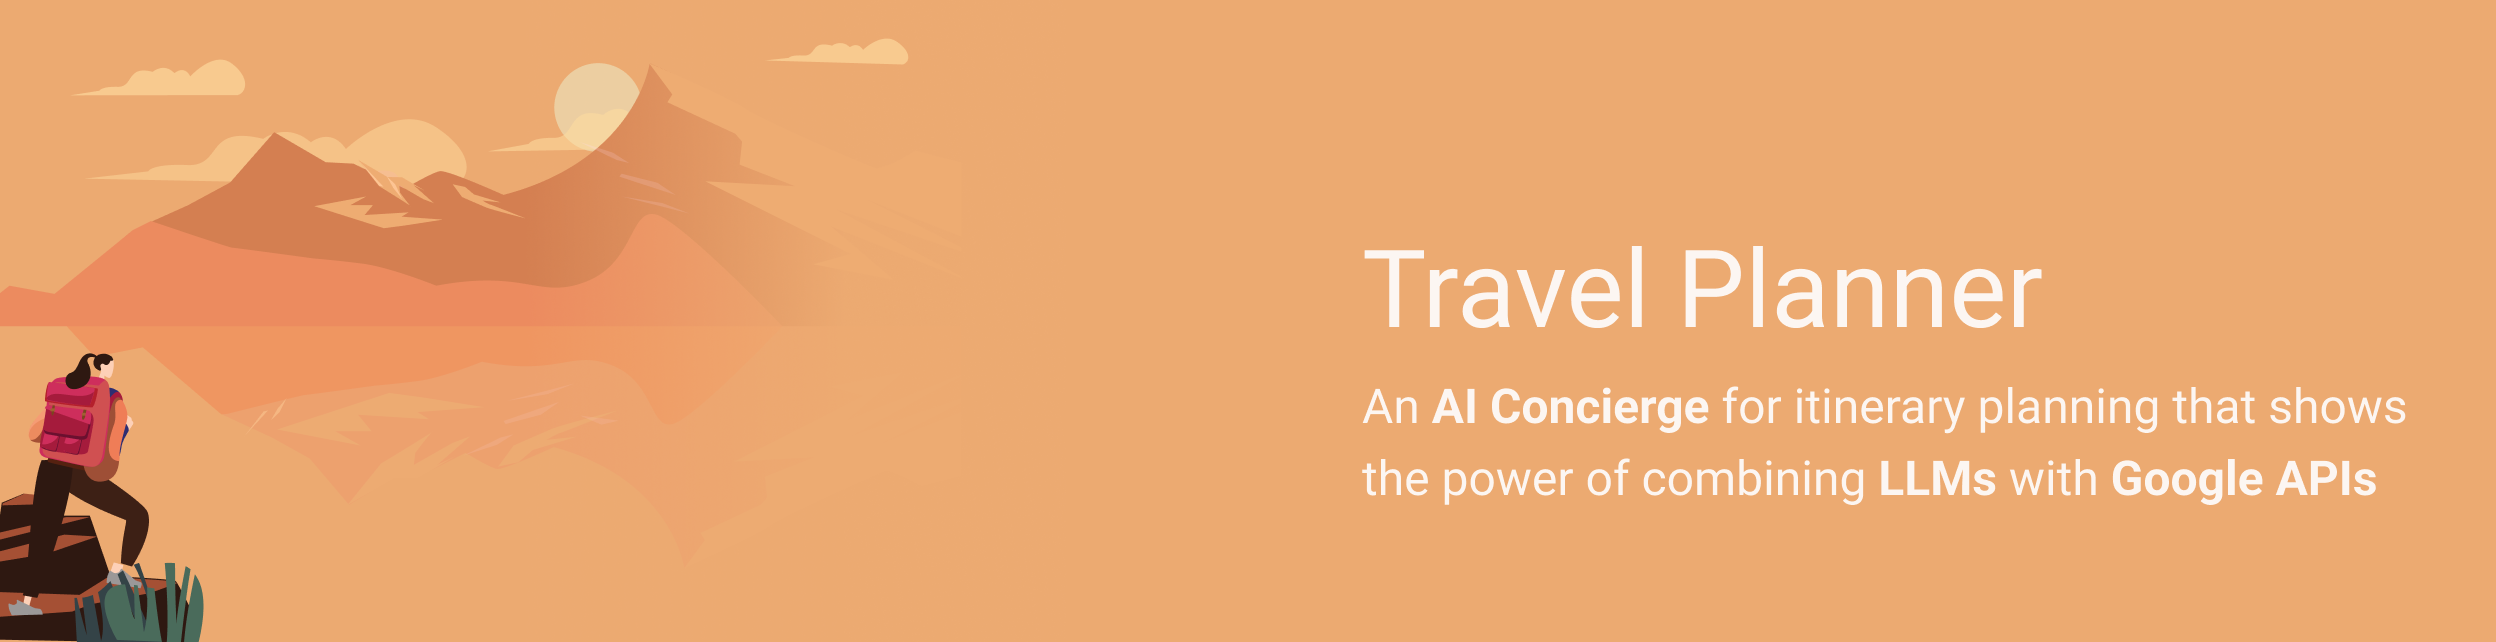 Travel Planner
An AI Concierge for itinerary planning that shows
the power of combining LLMs with Google APIs